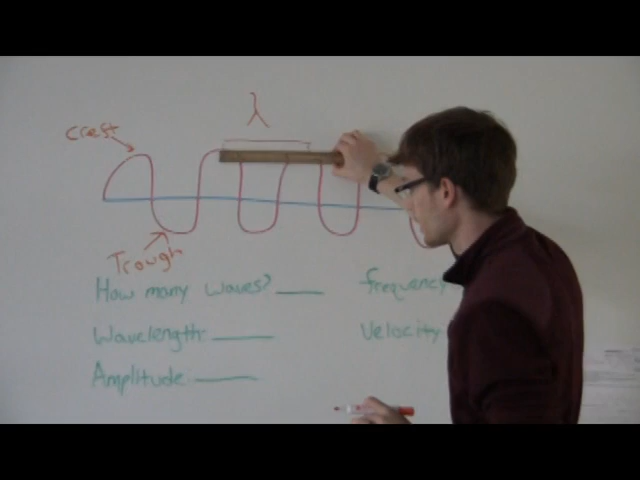 λ
Crest
Trough
How many waves? ____ frequency
Wavelength: ____ Velocity
Amplitude: ____